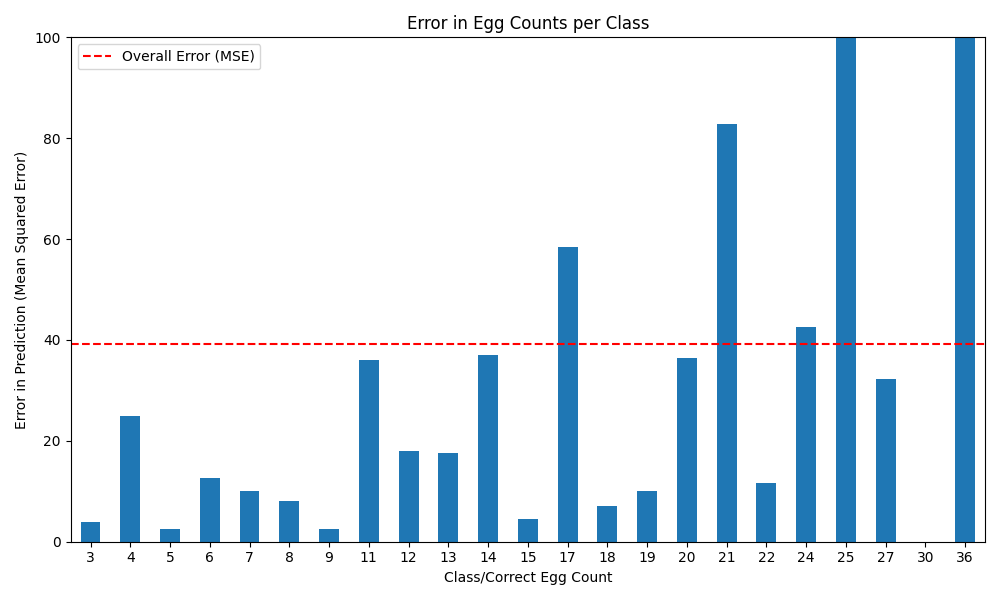 Error in Egg Counts per Class
Overall Error (MSE)
Error in Prediction (Mean Squared Error)
100
80
60
40
20
0
3 4 5 6 7 8 9 11 12 13 14 15 17 18 19 20 21 22 24 25 27 30 36
Class/Correct Egg Count